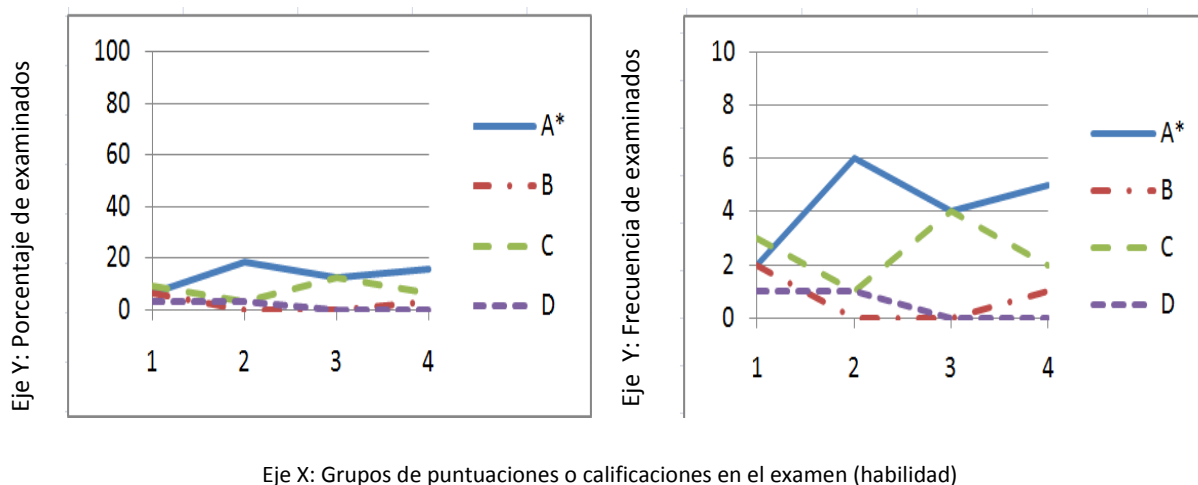 Eje Y: Porcentaje de examinados
100
80
60
40
20
0
1 2 3 4
A*
B
C
D
Eje Y: Frecuencia de examinados
10
8
6
4
2
0
1 2 3 4
A*
B
C
D
Eje X: Grupos de puntuaciones o calificaciones en el examen (habilidad)